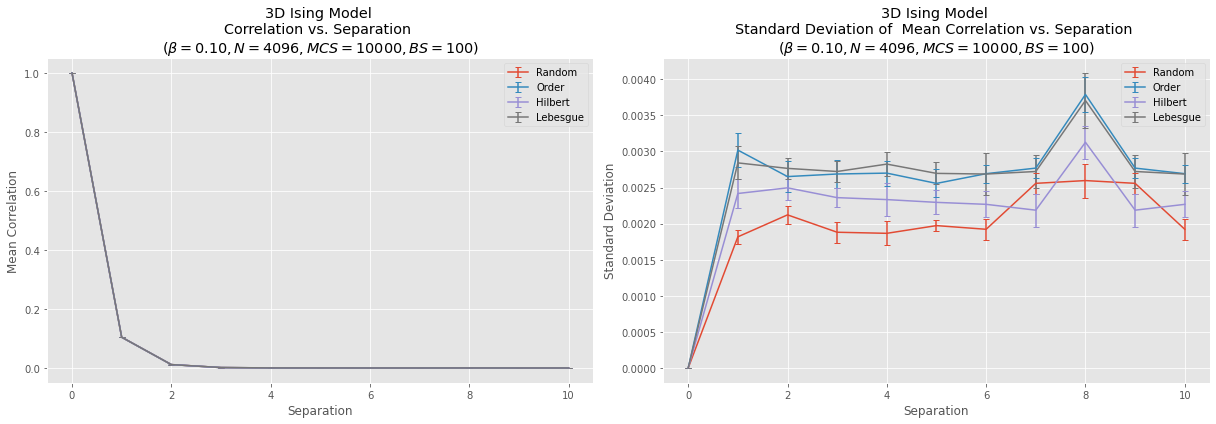 3D Ising Model
Correlation vs. Separation
(β = 0.10, N = 4096, MCS = 10000, BS = 100)
Random
Order
Hilbert
Lebesgue
1.0
0.8
0.6
0.4
0.2
0.0
Mean Correlation
0 2 4 6 8 10
Separation
3D Ising Model
Standard Deviation of  Mean Correlation vs. Separation
(β = 0.10, N = 4096, MCS = 10000, BS = 100)
Random
Order
Hilbert
Lebesgue
0.0040
0.0035
0.0030
0.0025
0.0020
0.0015
0.0010
0.0005
0.0000
Standard Deviation
0 2 4 6 8 10
Separation